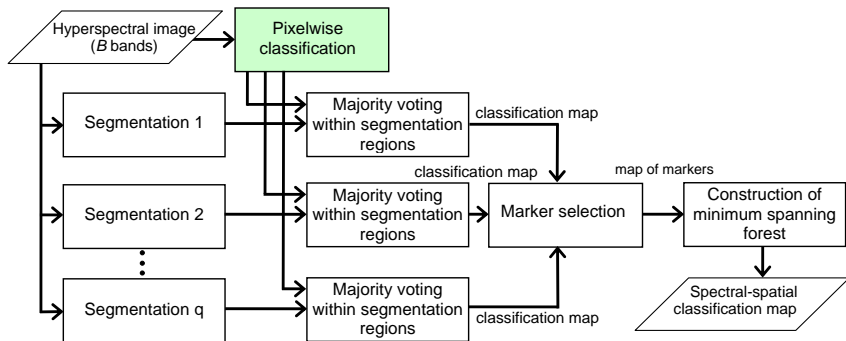 Hyperspectral image
(B bands)
Pixelwise
classification
Segmentation 1
Majority voting
within segmentation
regions
classification map
classification map
map of markers
Segmentation 2
Majority voting
within segmentation
regions
Marker selection
Construction of
minimum spanning
forest
Segmentation q
Majority voting
within segmentation
regions
classification map
Spectral-spatial
classification map